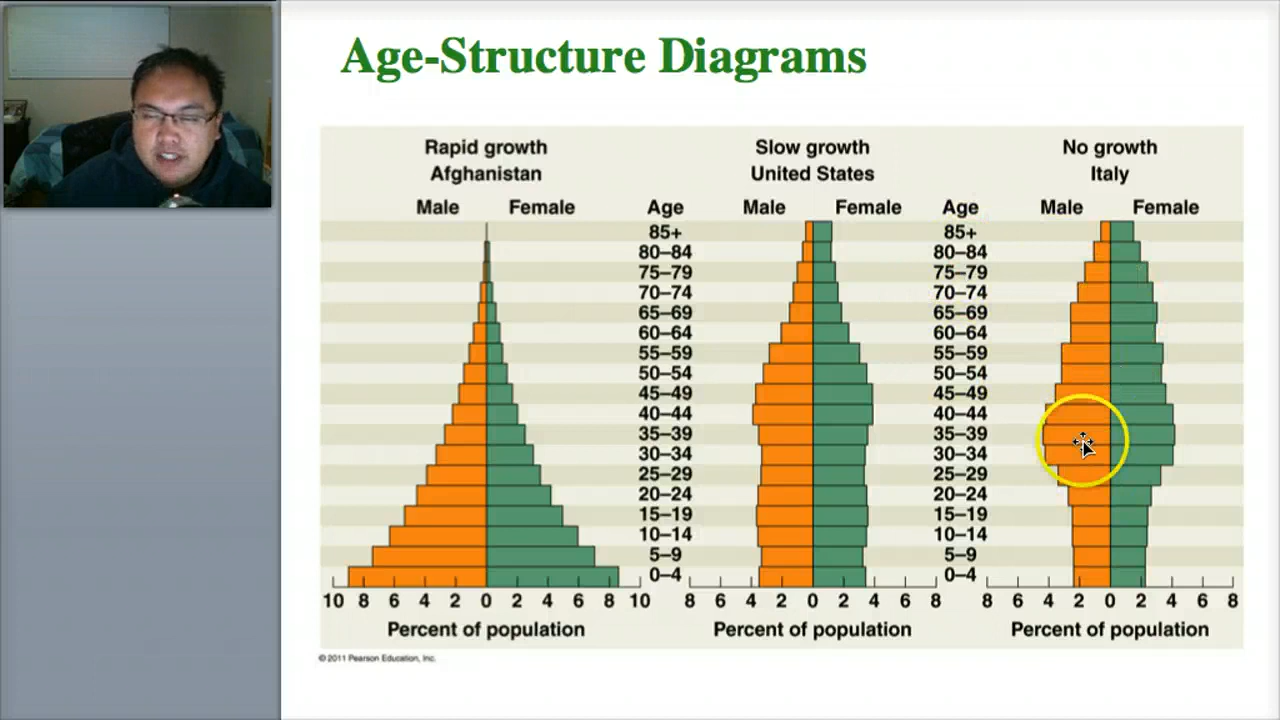 Age-Structure Diagrams
Rapid growth
Afghanistan
Slow growth
United States
No growth
Italy
Male Female Age Male Female Age Male Female
85+ 85+
80–84 80–84
75–79 75–79
70–74 70–74
65–69 65–69
60–64 60–64
55–59 55–59
50–54 50–54
45–49 45–49
40–44 40–44
35–39 35–39
30–34 30–34
25–29 25–29
20–24 20–24
15–19 15–19
10–14 10–14
5–9 5–9
0–4 0–4
10 8 6 4 2 0 2 4 6 8 10 8 6 4 2 0 2 4 6 8 8 6 4 2 0 2 4 6 8
Percent of population Percent of population Percent of population
© 2011 Pearson Education, Inc.